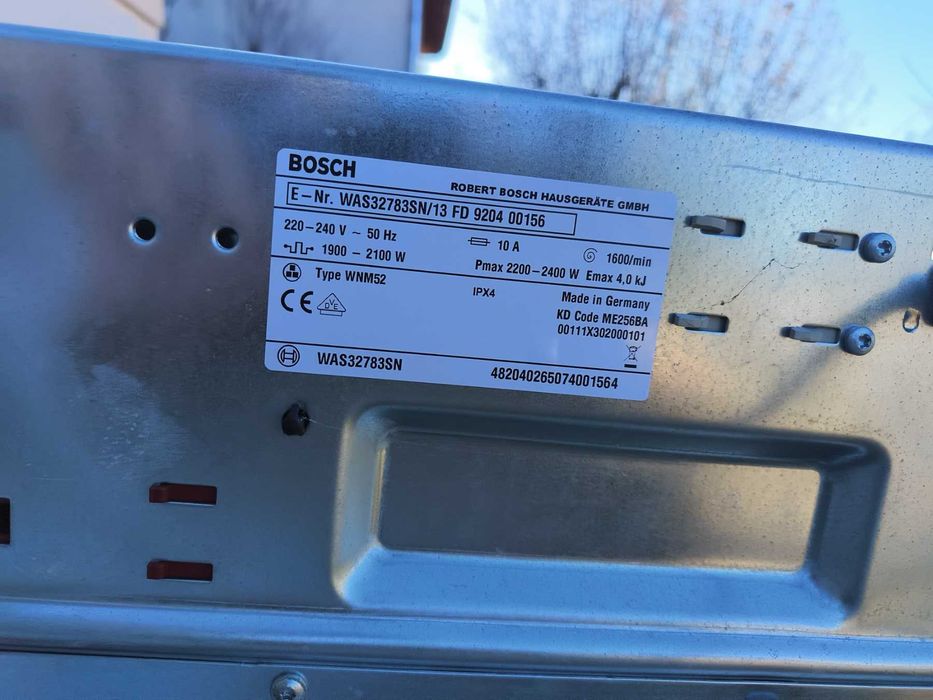 BOSCH
ROBERT BOSCH HAUSGERÄTE GMBH
E-Nr. WAS32783SN/13 FD 9204 00156
220-240 V ~ 50 Hz
10 A
1600/min
1900 - 2100 W
Pmax 2200-2400 W Emax 4,0 kJ
Type WNM52
IPX4
Made in Germany
CE
DVE
KD Code ME256BA
00111X302000101
WAS32783SN
482040265074001564